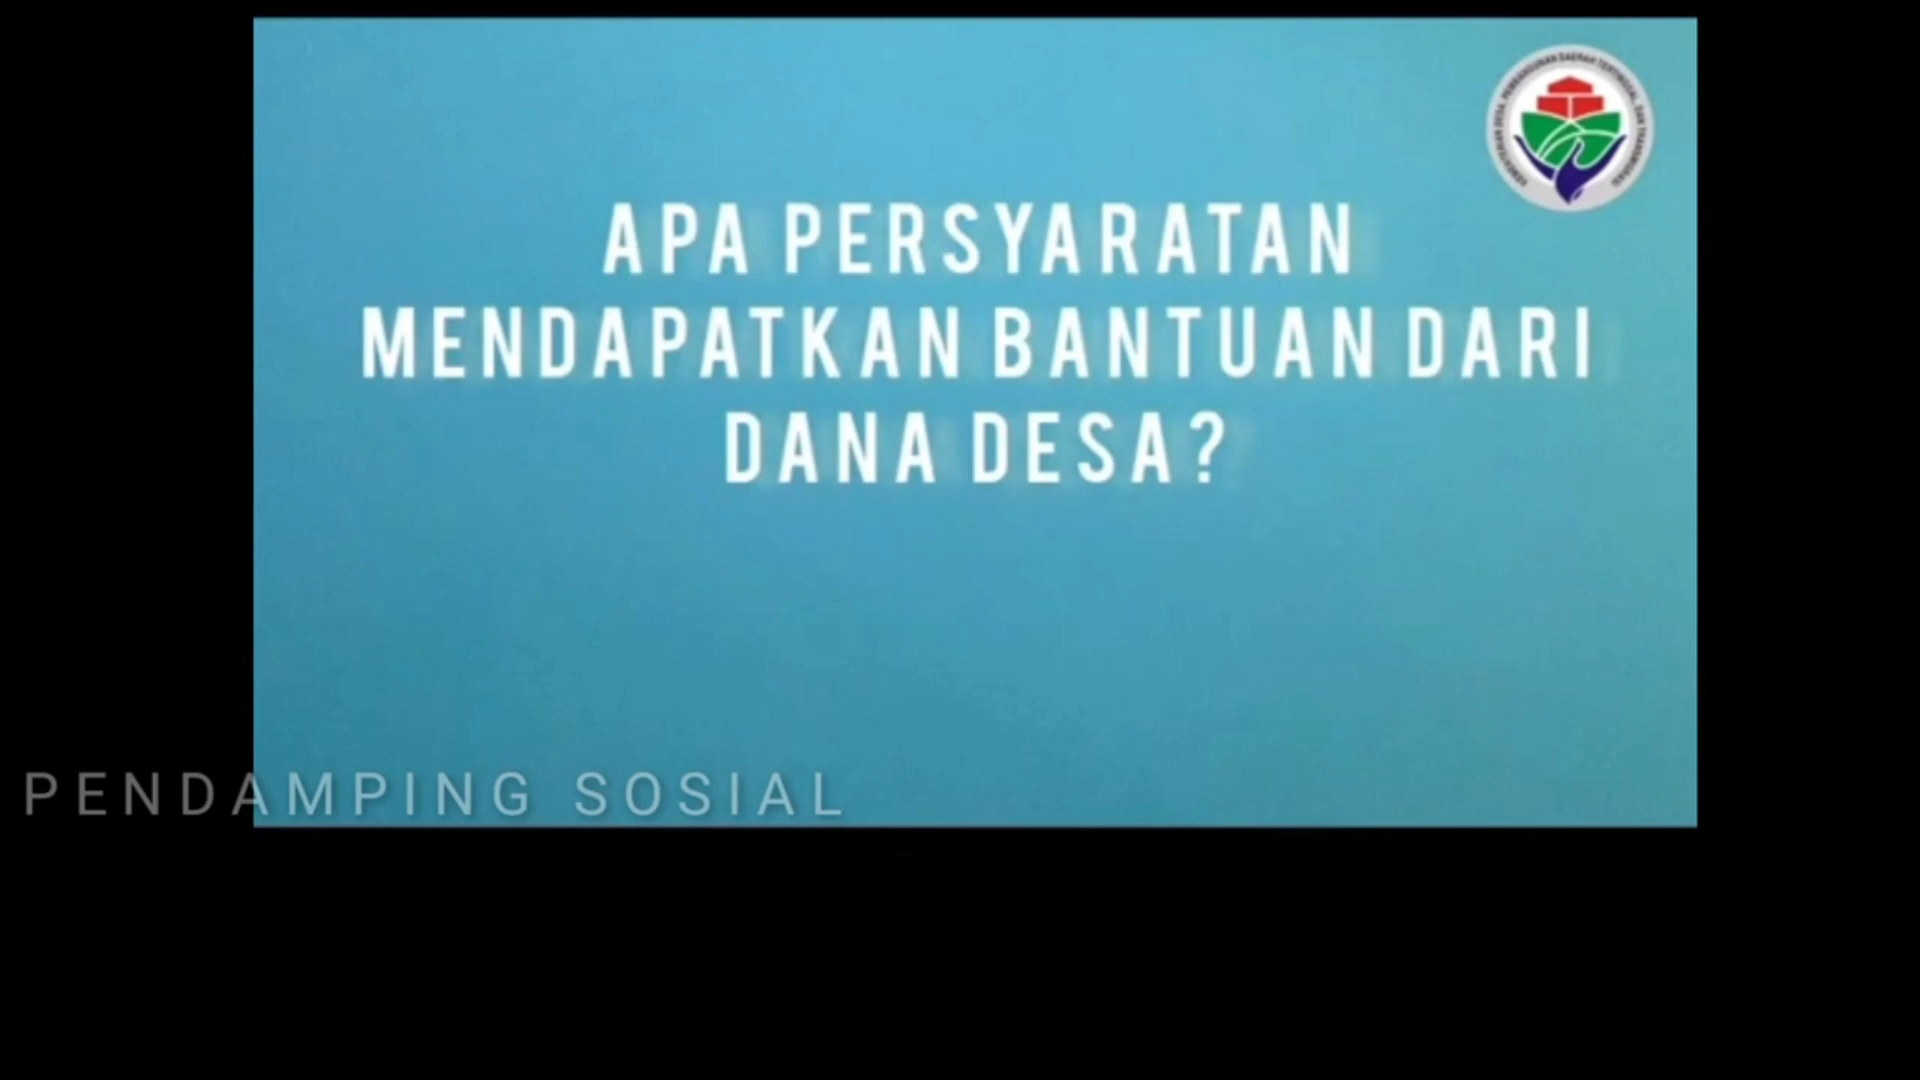 APA PERSYARATAN
MENDAPATKAN BANTUAN DARI
DANA DESA?
PENDAMPING SOSIAL